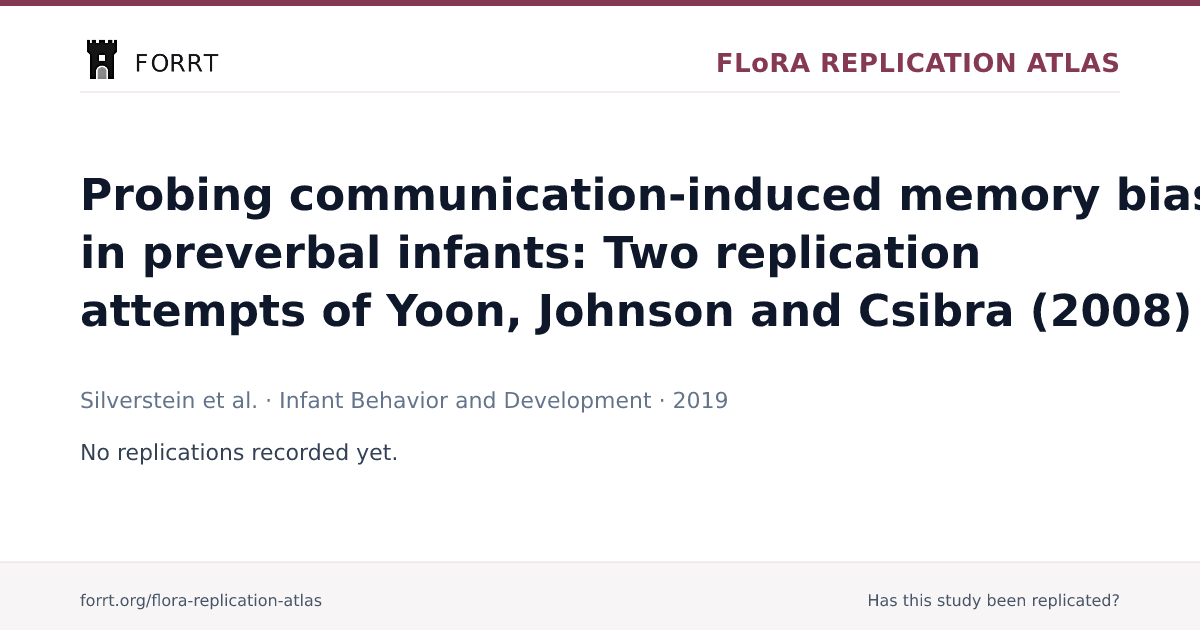 FORRT
FLoRA REPLICATION ATLAS
Probing communication-induced memory bias
in preverbal infants: Two replication
attempts of Yoon, Johnson and Csibra (2008)
Silverstein et al. · Infant Behavior and Development · 2019
No replications recorded yet.
forrt.org/flora-replication-atlas
Has this study been replicated?